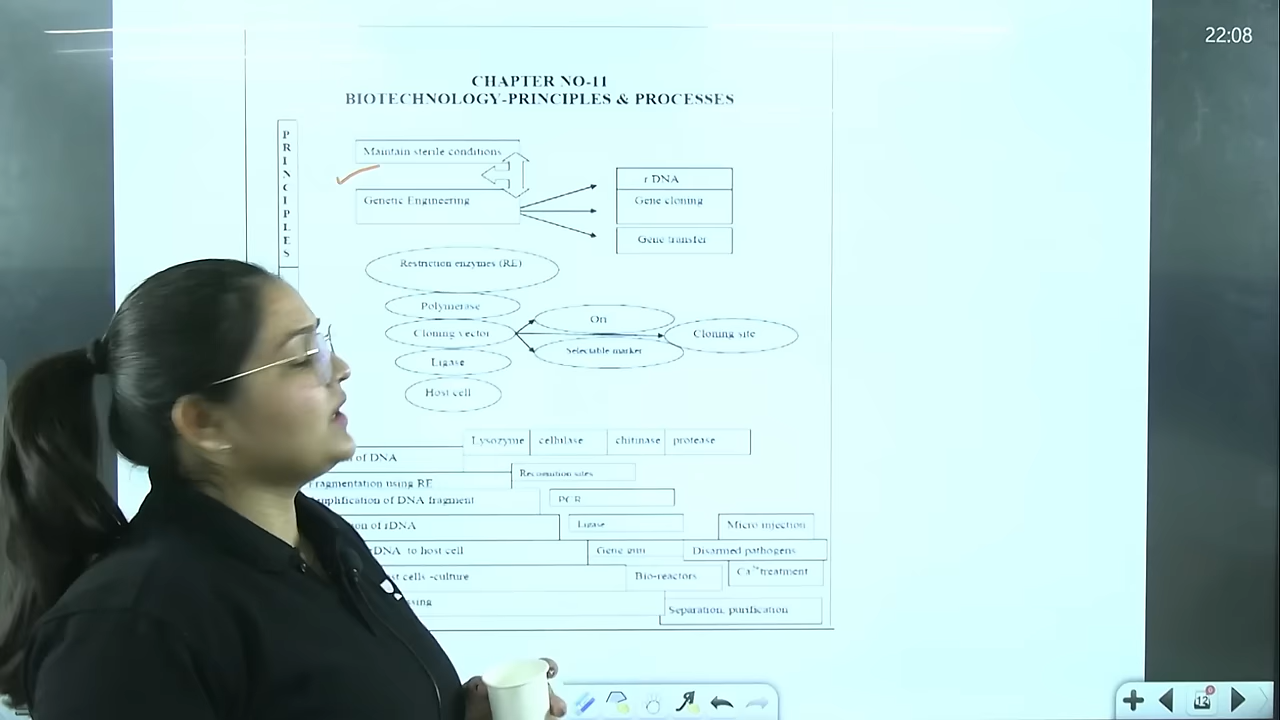 22:08
CHAPTER NO-11
BIOTECHNOLOGY-PRINCIPLES & PROCESSES
PRINCIPLES
Maintain sterile conditions
Genetic Engineering
r DNA
Gene cloning
Gene transfer
Restriction enzymes (RE)
Polymerase
Cloning vector
Ori
Cloning site
Selectable marker
Ligase
Host cell
Lysozyme cellulase chitinase protease
of DNA
Fragmentation using RE
Recognition sites
mplification of DNA fragment
PCR
on of rDNA
Ligase
Micro injection
rDNA to host cell
Gene gun
Disarmed pathogens
st cells -culture
Bio-reactors
Ca2+ treatment
ssing
Separation, purification
12